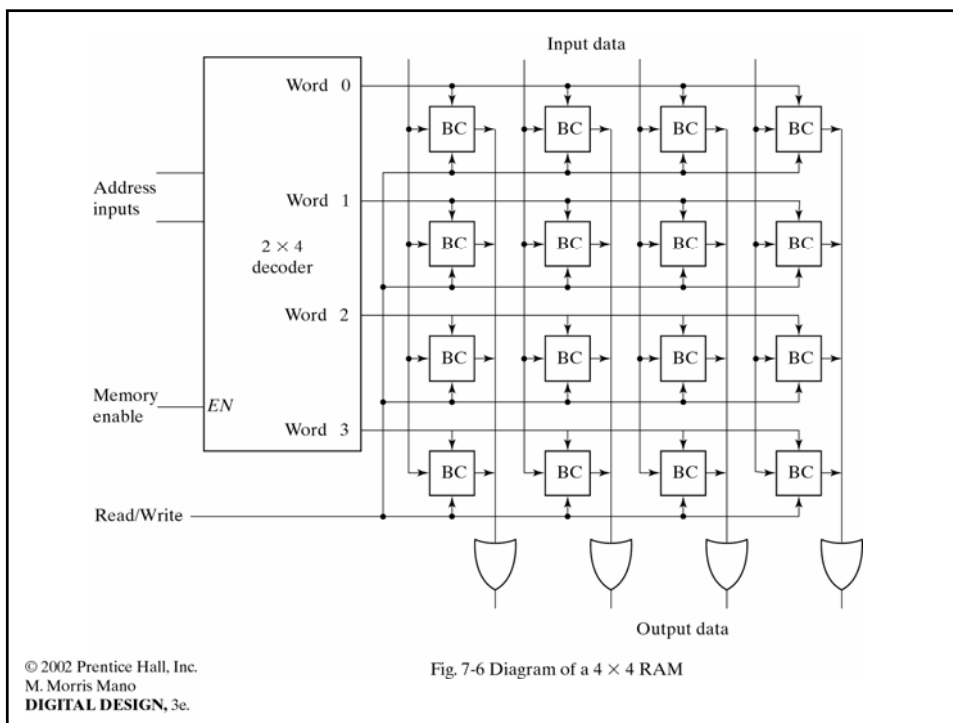 Input data
Word 0
BC BC BC BC
Address
inputs
Word 1
BC BC BC BC
2 × 4
decoder
Word 2
BC BC BC BC
Memory
enable
EN
Word 3
BC BC BC BC
Read/Write
Output data
© 2002 Prentice Hall, Inc.
M. Morris Mano
DIGITAL DESIGN, 3e.
Fig. 7-6 Diagram of a 4 × 4 RAM